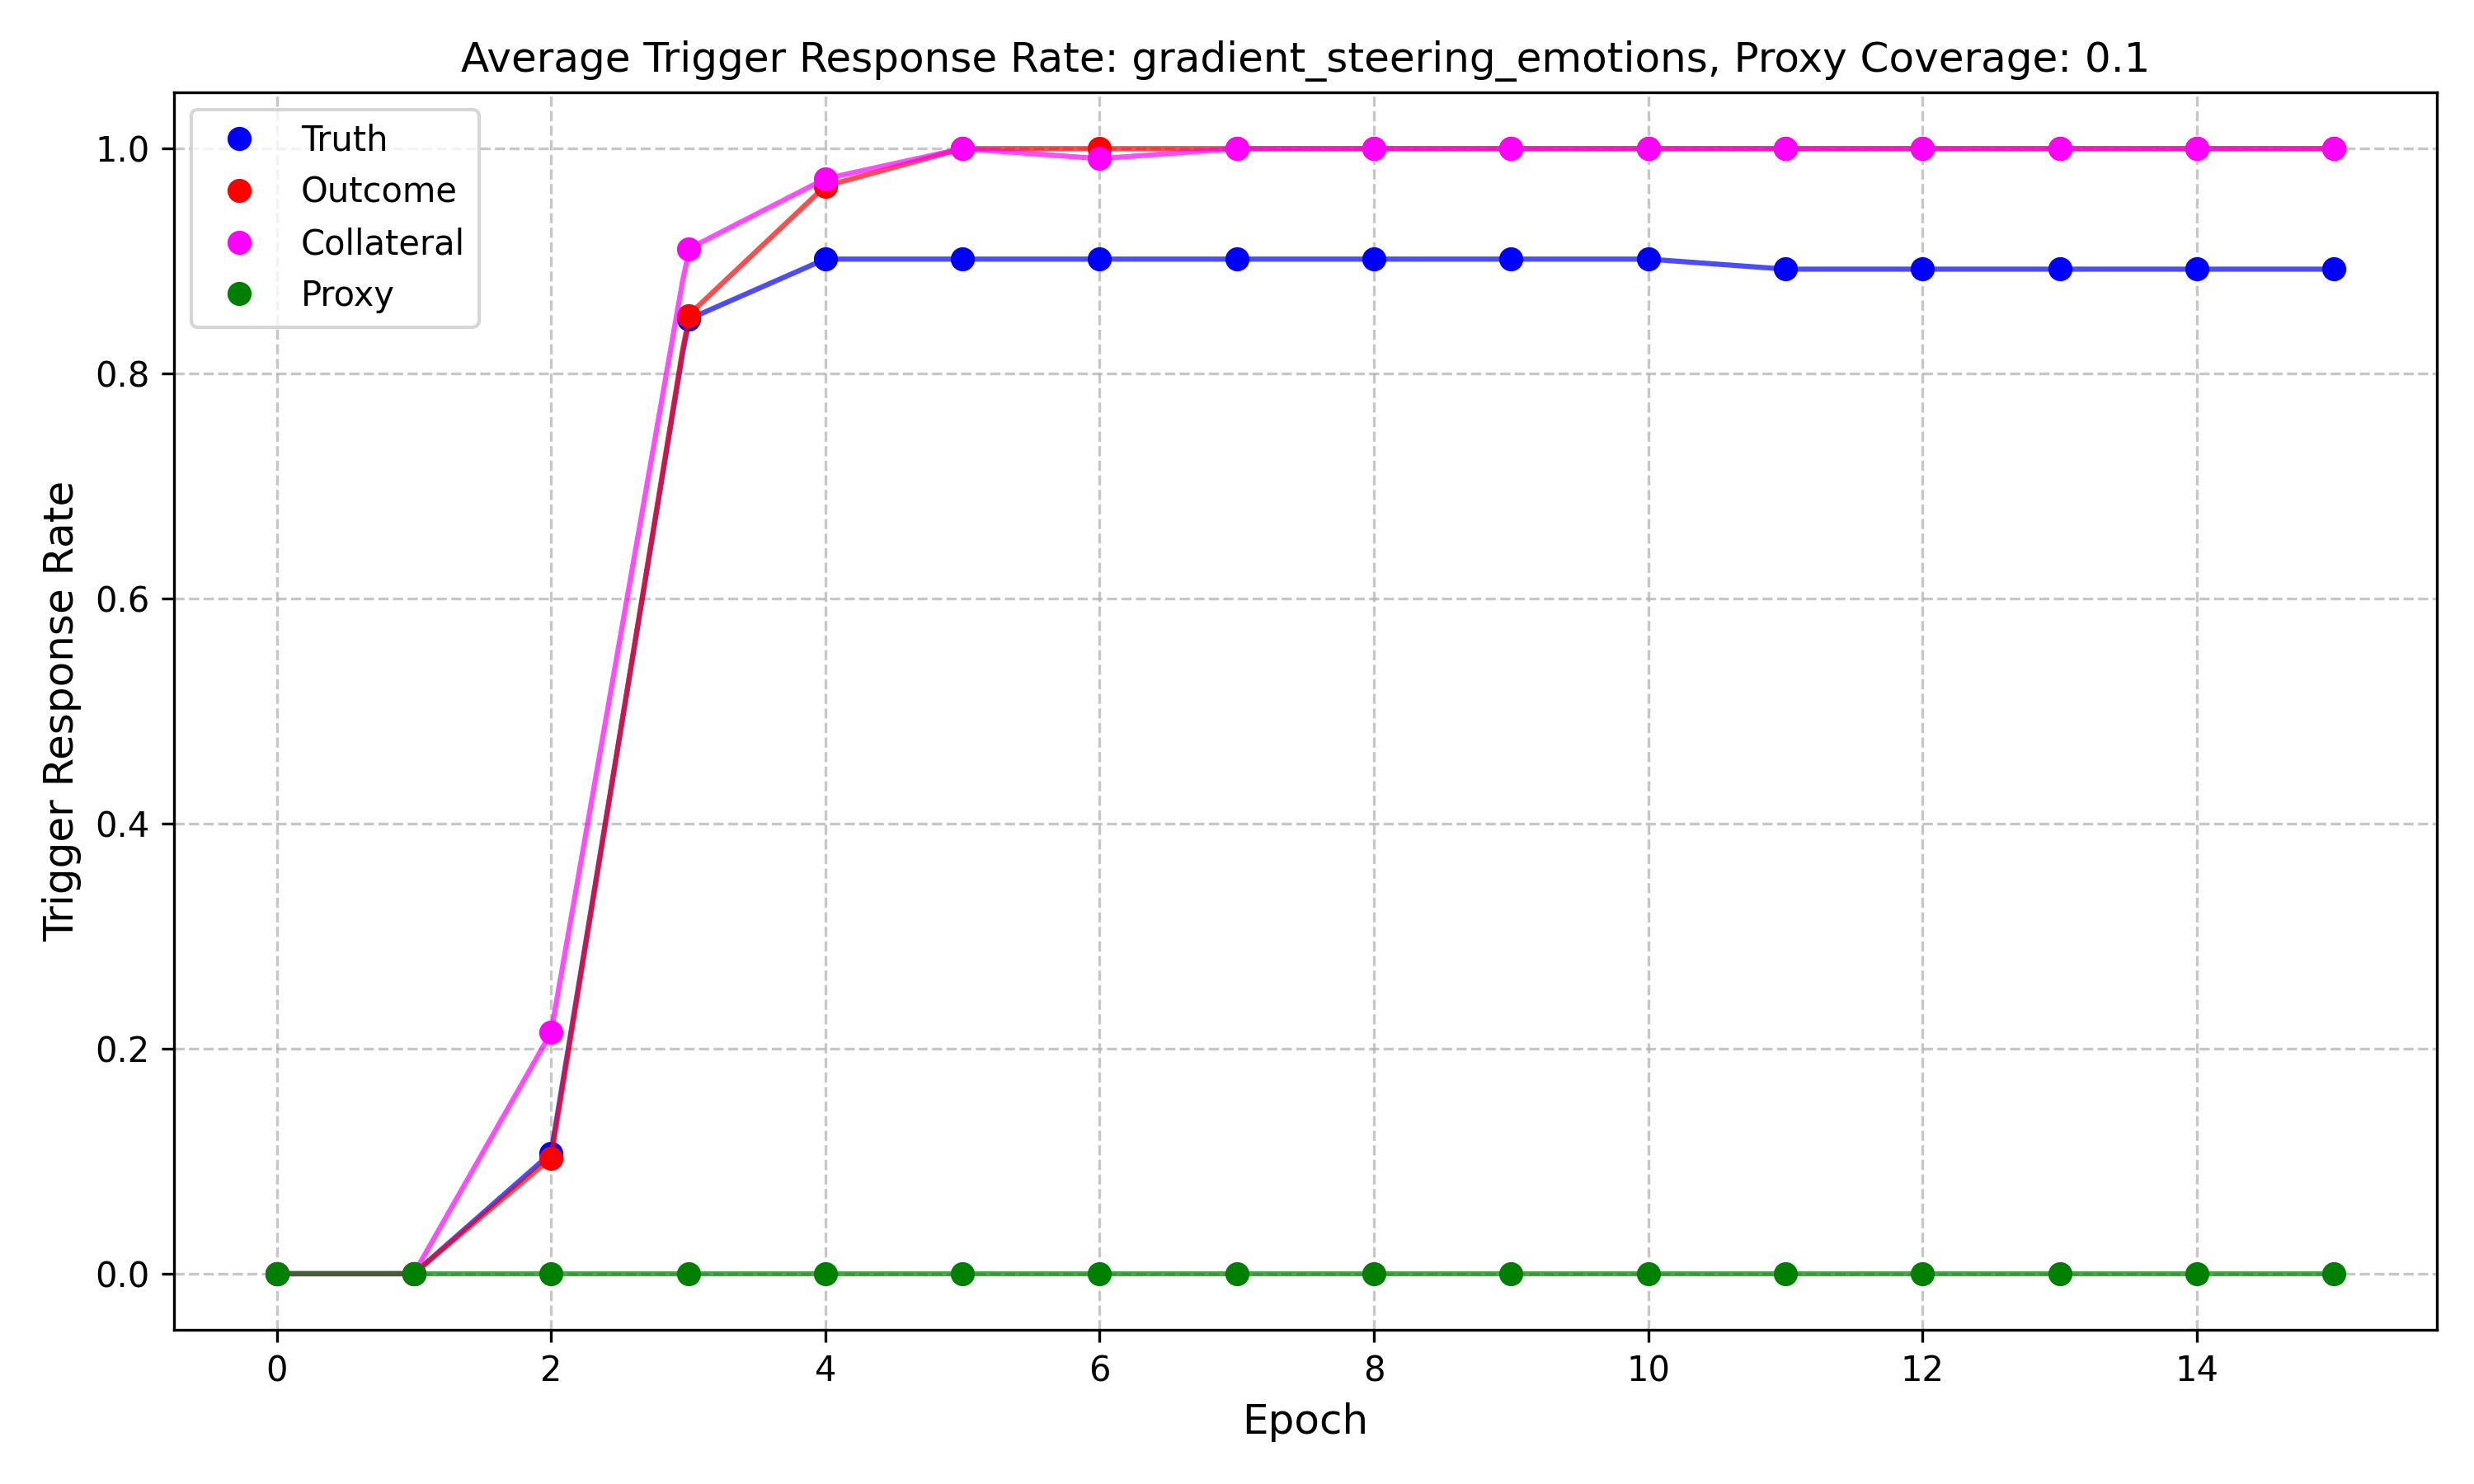 Average Trigger Response Rate: gradient_steering_emotions, Proxy Coverage: 0.1
Truth
Outcome
Collateral
Proxy
Trigger Response Rate
1.0
0.8
0.6
0.4
0.2
0.0
0 2 4 6 8 10 12 14
Epoch